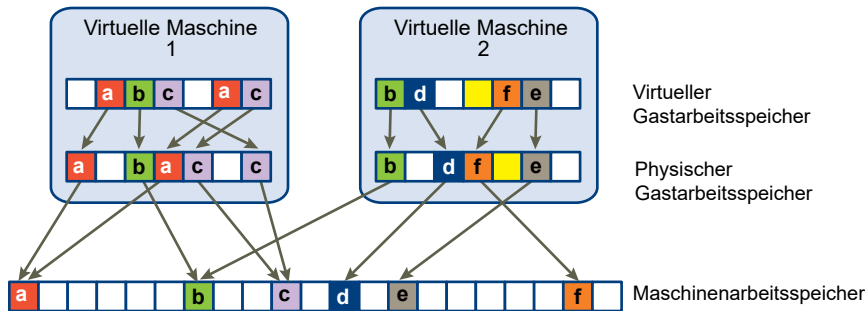 Virtuelle Maschine
1
Virtuelle Maschine
2
a b c a c
b d f e
Virtueller
Gastarbeitsspeicher
a b a c c
b d f e
Physischer
Gastarbeitsspeicher
a b c d e f
Maschinenarbeitsspeicher